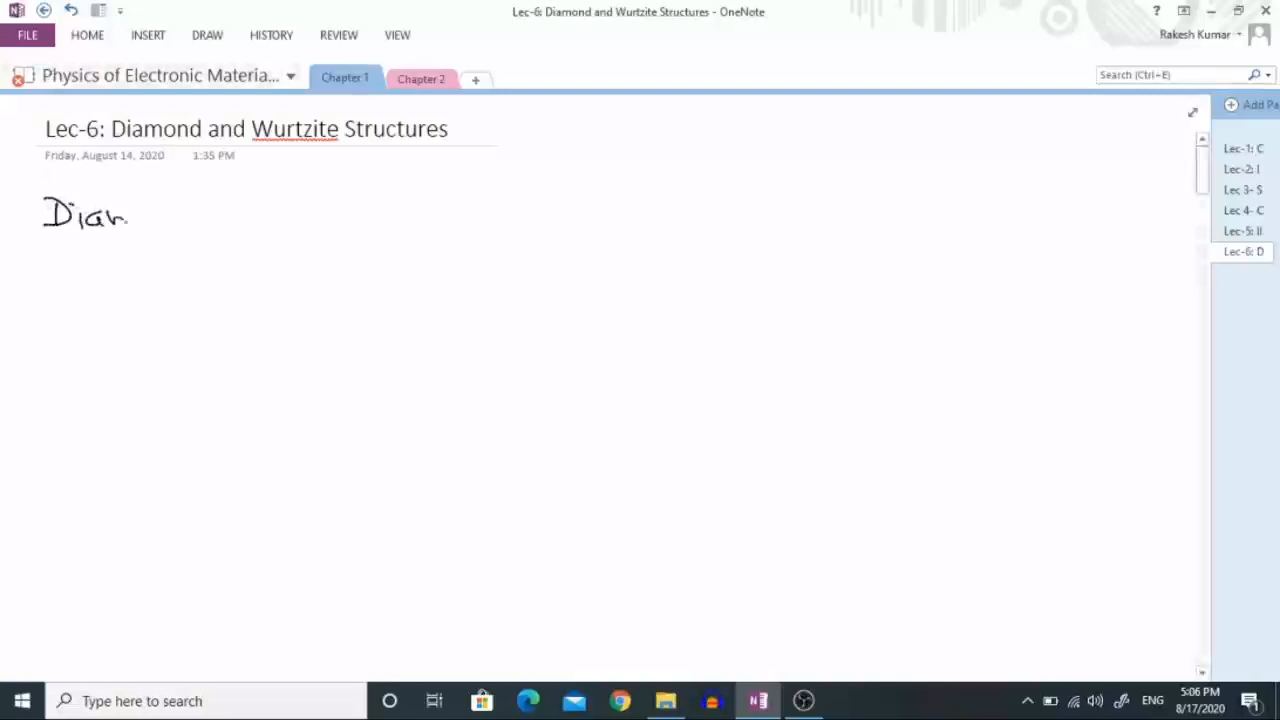 Lec-6: Diamond and Wurtzite Structures - OneNote
?
Rakesh Kumar
FILE HOME INSERT DRAW HISTORY REVIEW VIEW
Physics of Electronic Materia... Chapter 1 Chapter 2 +
Search (Ctrl+E)
Add Pa
Lec-6: Diamond and Wurtzite Structures
Friday, August 14, 2020 1:35 PM
Lec-1: C
Lec-2: I
Lec 3- S
Lec 4- C
Lec-5: II
Lec-6: D
Diam
Type here to search
ENG
5:06 PM
8/17/2020
1